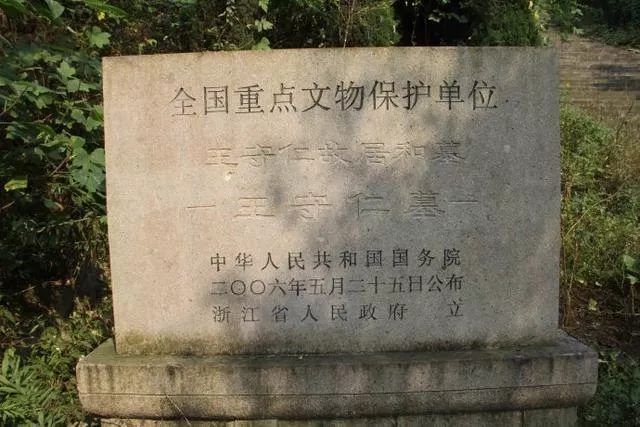 全国重点文物保护单位
王守仁故居和墓
—王守仁墓—
中华人民共和国国务院
二〇〇六年五月二十五日公布
浙江省人民政府 立